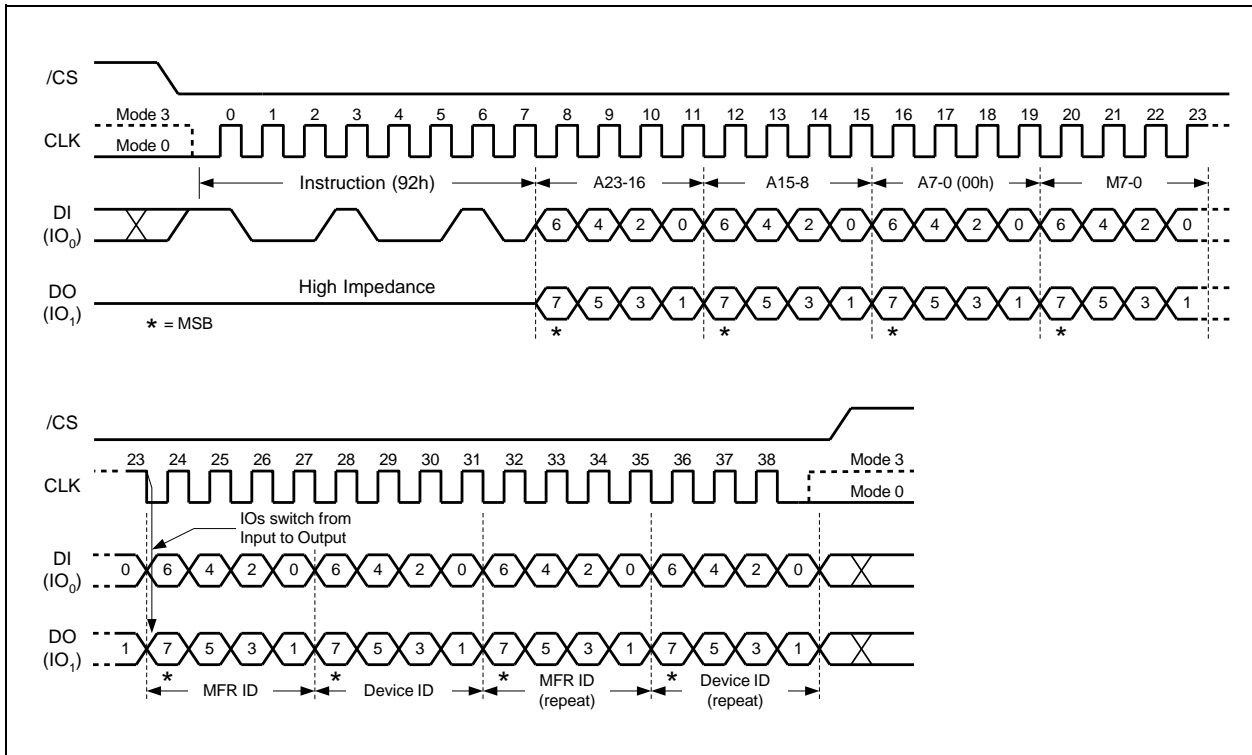 /CS
Mode 3 0 1 2 3 4 5 6 7 8 9 10 11 12 13 14 15 16 17 18 19 20 21 22 23
CLK
Mode 0
Instruction (92h) A23-16 A15-8 A7-0 (00h) M7-0
DI
(IO0) 6 4 2 0 6 4 2 0 6 4 2 0 6 4 2 0
High Impedance
DO
(IO1) 7 5 3 1 7 5 3 1 7 5 3 1 7 5 3 1
* = MSB * * * *
/CS
23 24 25 26 27 28 29 30 31 32 33 34 35 36 37 38 Mode 3
CLK
Mode 0
IOs switch from
Input to Output
DI
(IO0) 0 6 4 2 0 6 4 2 0 6 4 2 0 6 4 2 0
DO
(IO1) 1 7 5 3 1 7 5 3 1 7 5 3 1 7 5 3 1
* * * *
MFR ID Device ID MFR ID Device ID
(repeat) (repeat)